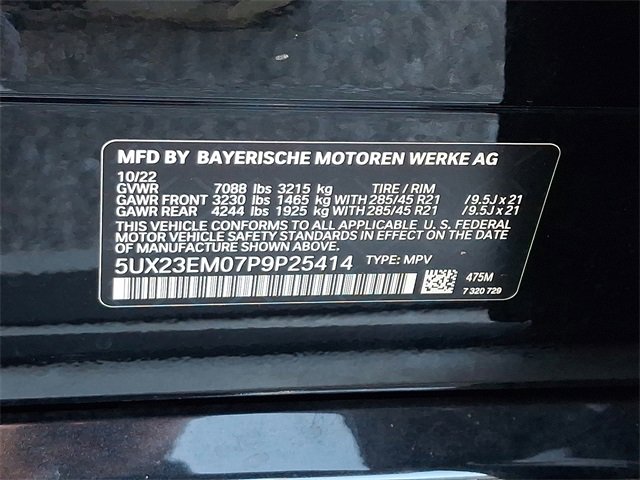 MFD BY BAYERISCHE MOTOREN WERKE AG
10/22
GVWR 7088 lbs 3215 kg TIRE / RIM
GAWR FRONT 3230 lbs 1465 kg WITH 285/45 R21 /9.5J x 21
GAWR REAR 4244 lbs 1925 kg WITH 285/45 R21 /9.5J x 21
THIS VEHICLE CONFORMS TO ALL APPLICABLE U.S. FEDERAL
MOTOR VEHICLE SAFETY STANDARDS IN EFFECT ON THE DATE
OF MANUFACTURE SHOWN ABOVE.
5UX23EM07P9P25414 TYPE: MPV
475M
7 320 729